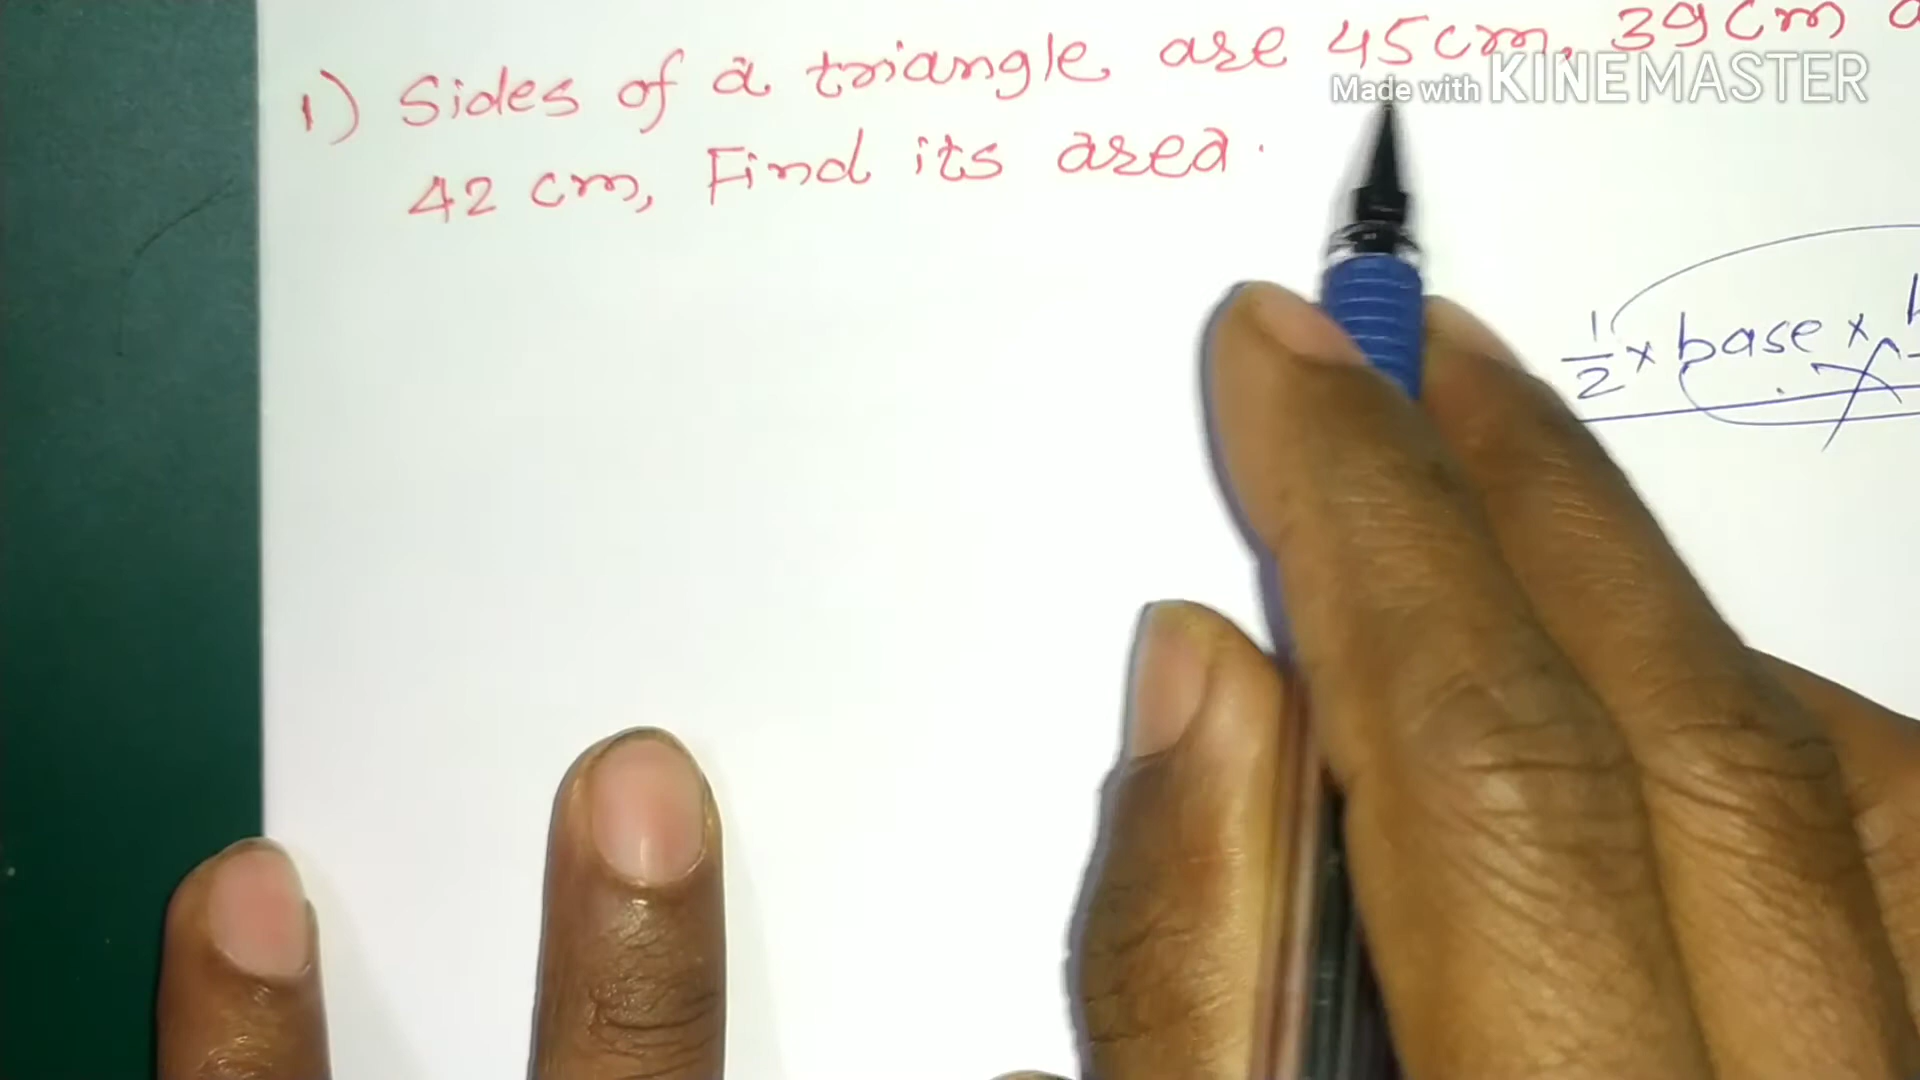 1) Sides of a triangle are 45cm, 39cm
42 cm, Find its area.
Made with KINEMASTER
1/2 × base ×